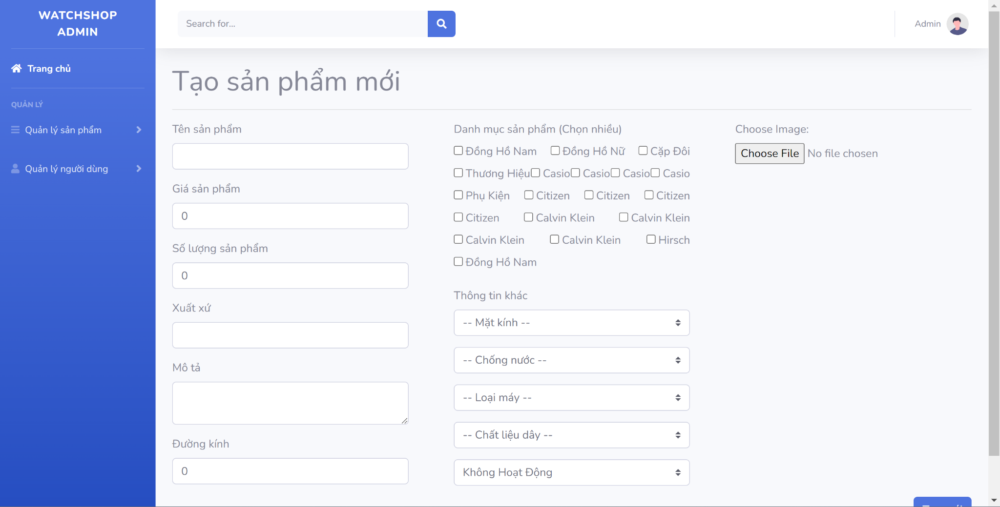 WATCHSHOP
ADMIN
Search for...
Admin
Trang chủ
QUẢN LÝ
Quản lý sản phẩm
Quản lý người dùng
Tạo sản phẩm mới
Tên sản phẩm
Giá sản phẩm
0
Số lượng sản phẩm
0
Xuất xứ
Mô tả
Đường kính
0
Danh mục sản phẩm (Chọn nhiều)
Đồng Hồ Nam Đồng Hồ Nữ Cặp Đôi
Thương Hiệu Casio Casio Casio Casio
Phụ Kiện Citizen Citizen Citizen
Citizen Calvin Klein Calvin Klein
Calvin Klein Calvin Klein Hirsch
Đồng Hồ Nam
Thông tin khác
-- Mặt kính --
-- Chống nước --
-- Loại máy --
-- Chất liệu dây --
Không Hoạt Động
Choose Image:
Choose File No file chosen